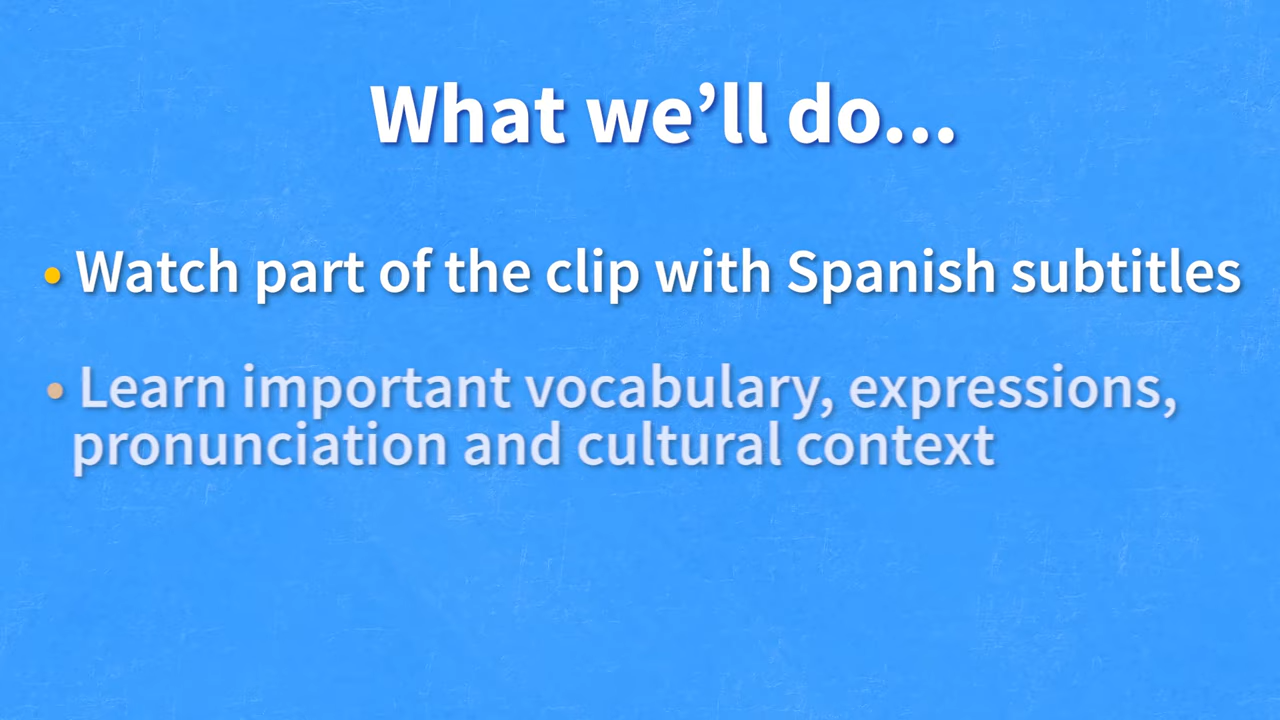 What we’ll do...
• Watch part of the clip with Spanish subtitles
• Learn important vocabulary, expressions,
pronunciation and cultural context